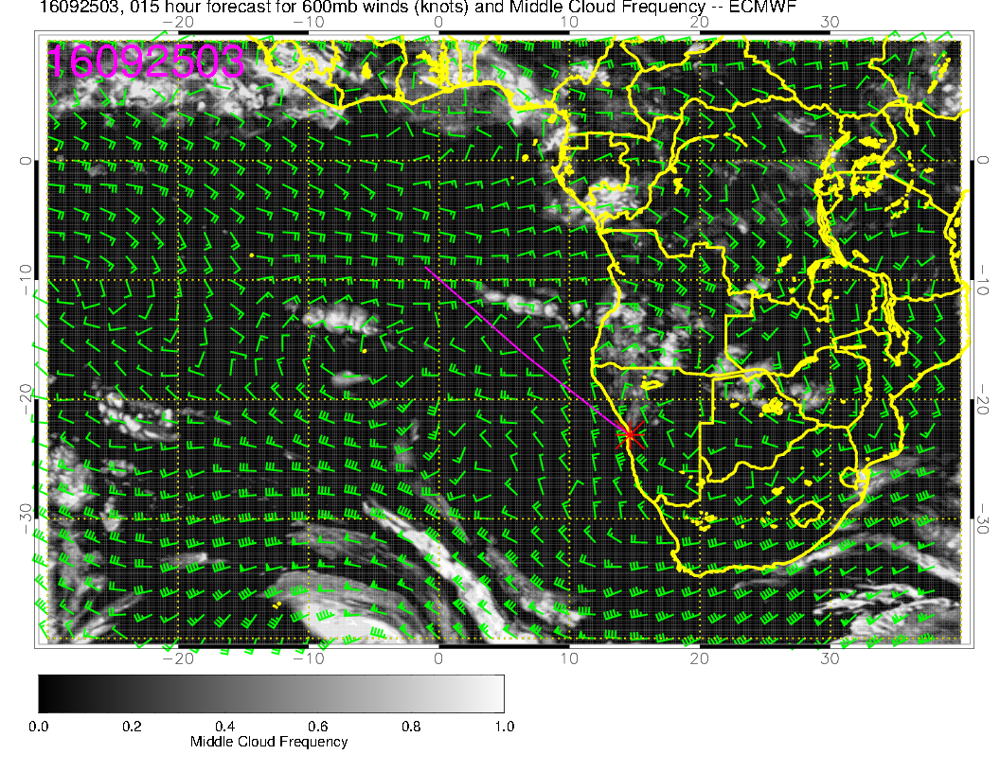 16092503, 015 hour forecast for 600mb winds (knots) and Middle Cloud Frequency -- ECMWF
-20 -10 0 10 20 30
16092503
0 0
-10 -10
-20 -20
-30 -30
-20 -10 0 10 20 30
0.0 0.2 0.4 0.6 0.8 1.0
Middle Cloud Frequency